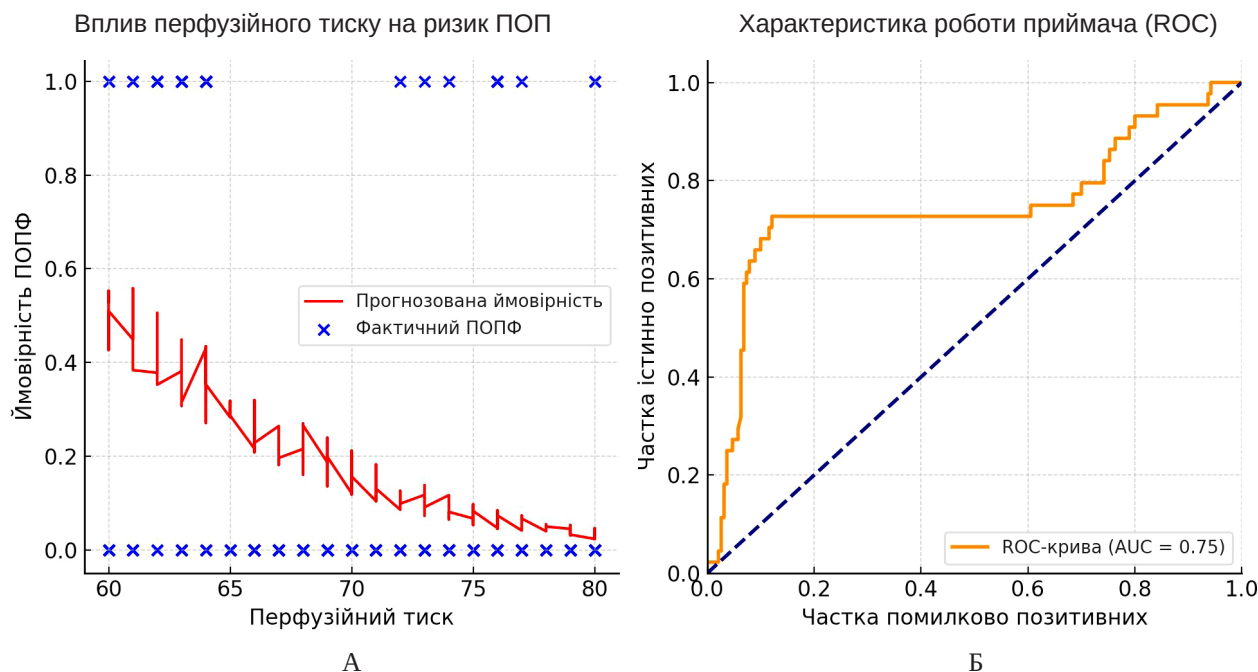 Вплив перфузійного тиску на ризик ПОП
1.0
0.8
0.6
0.4
0.2
0.0
Ймовірність ПОПФ
Прогнозована ймовірність
Фактичний ПОПФ
60
65
70
75
80
Перфузійний тиск
А
Характеристика роботи приймача (ROC)
1.0
0.8
0.6
0.4
0.2
0.0
Частка істинно позитивних
ROC-крива (AUC = 0.75)
0.0
0.2
0.4
0.6
0.8
1.0
Частка помилково позитивних
Б